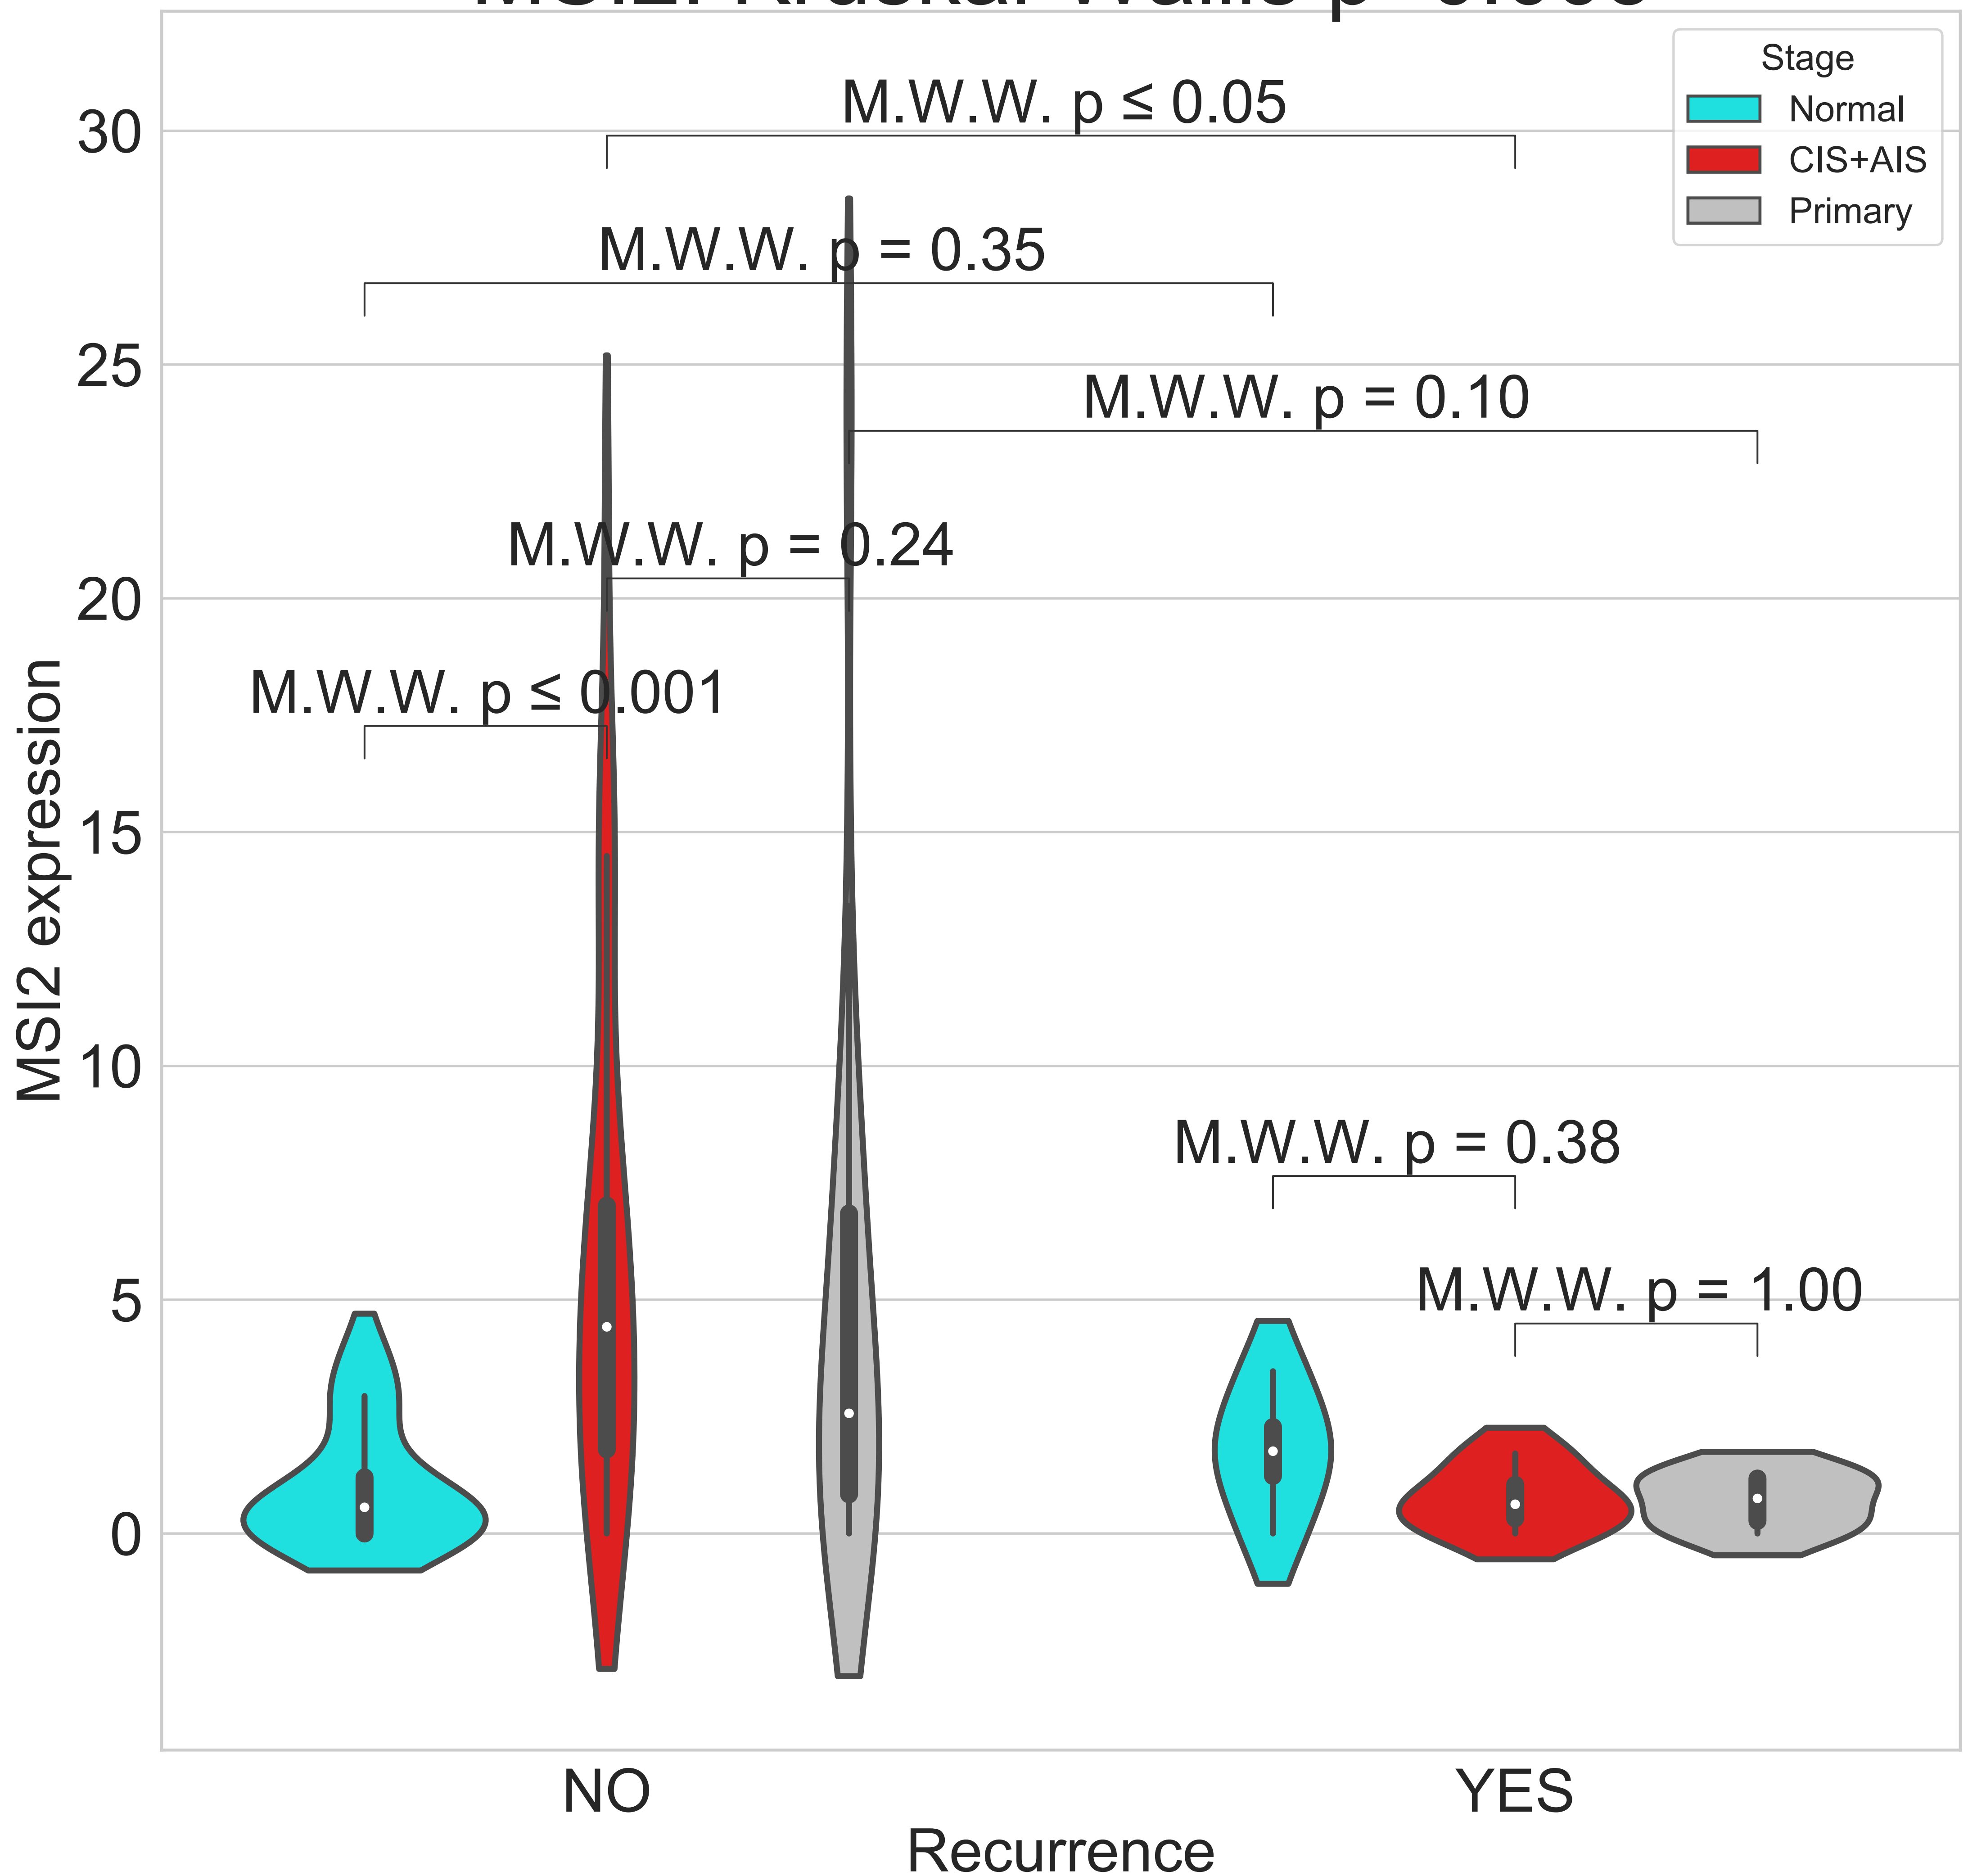 Stage
Normal
CIS+AIS
Primary
M.W.W. p ≤ 0.05
M.W.W. p = 0.35
M.W.W. p = 0.10
M.W.W. p = 0.24
M.W.W. p ≤ 0.001
M.W.W. p = 0.38
M.W.W. p = 1.00
30
25
20
15
10
5
0
MSI2 expression
NO
YES
Recurrence